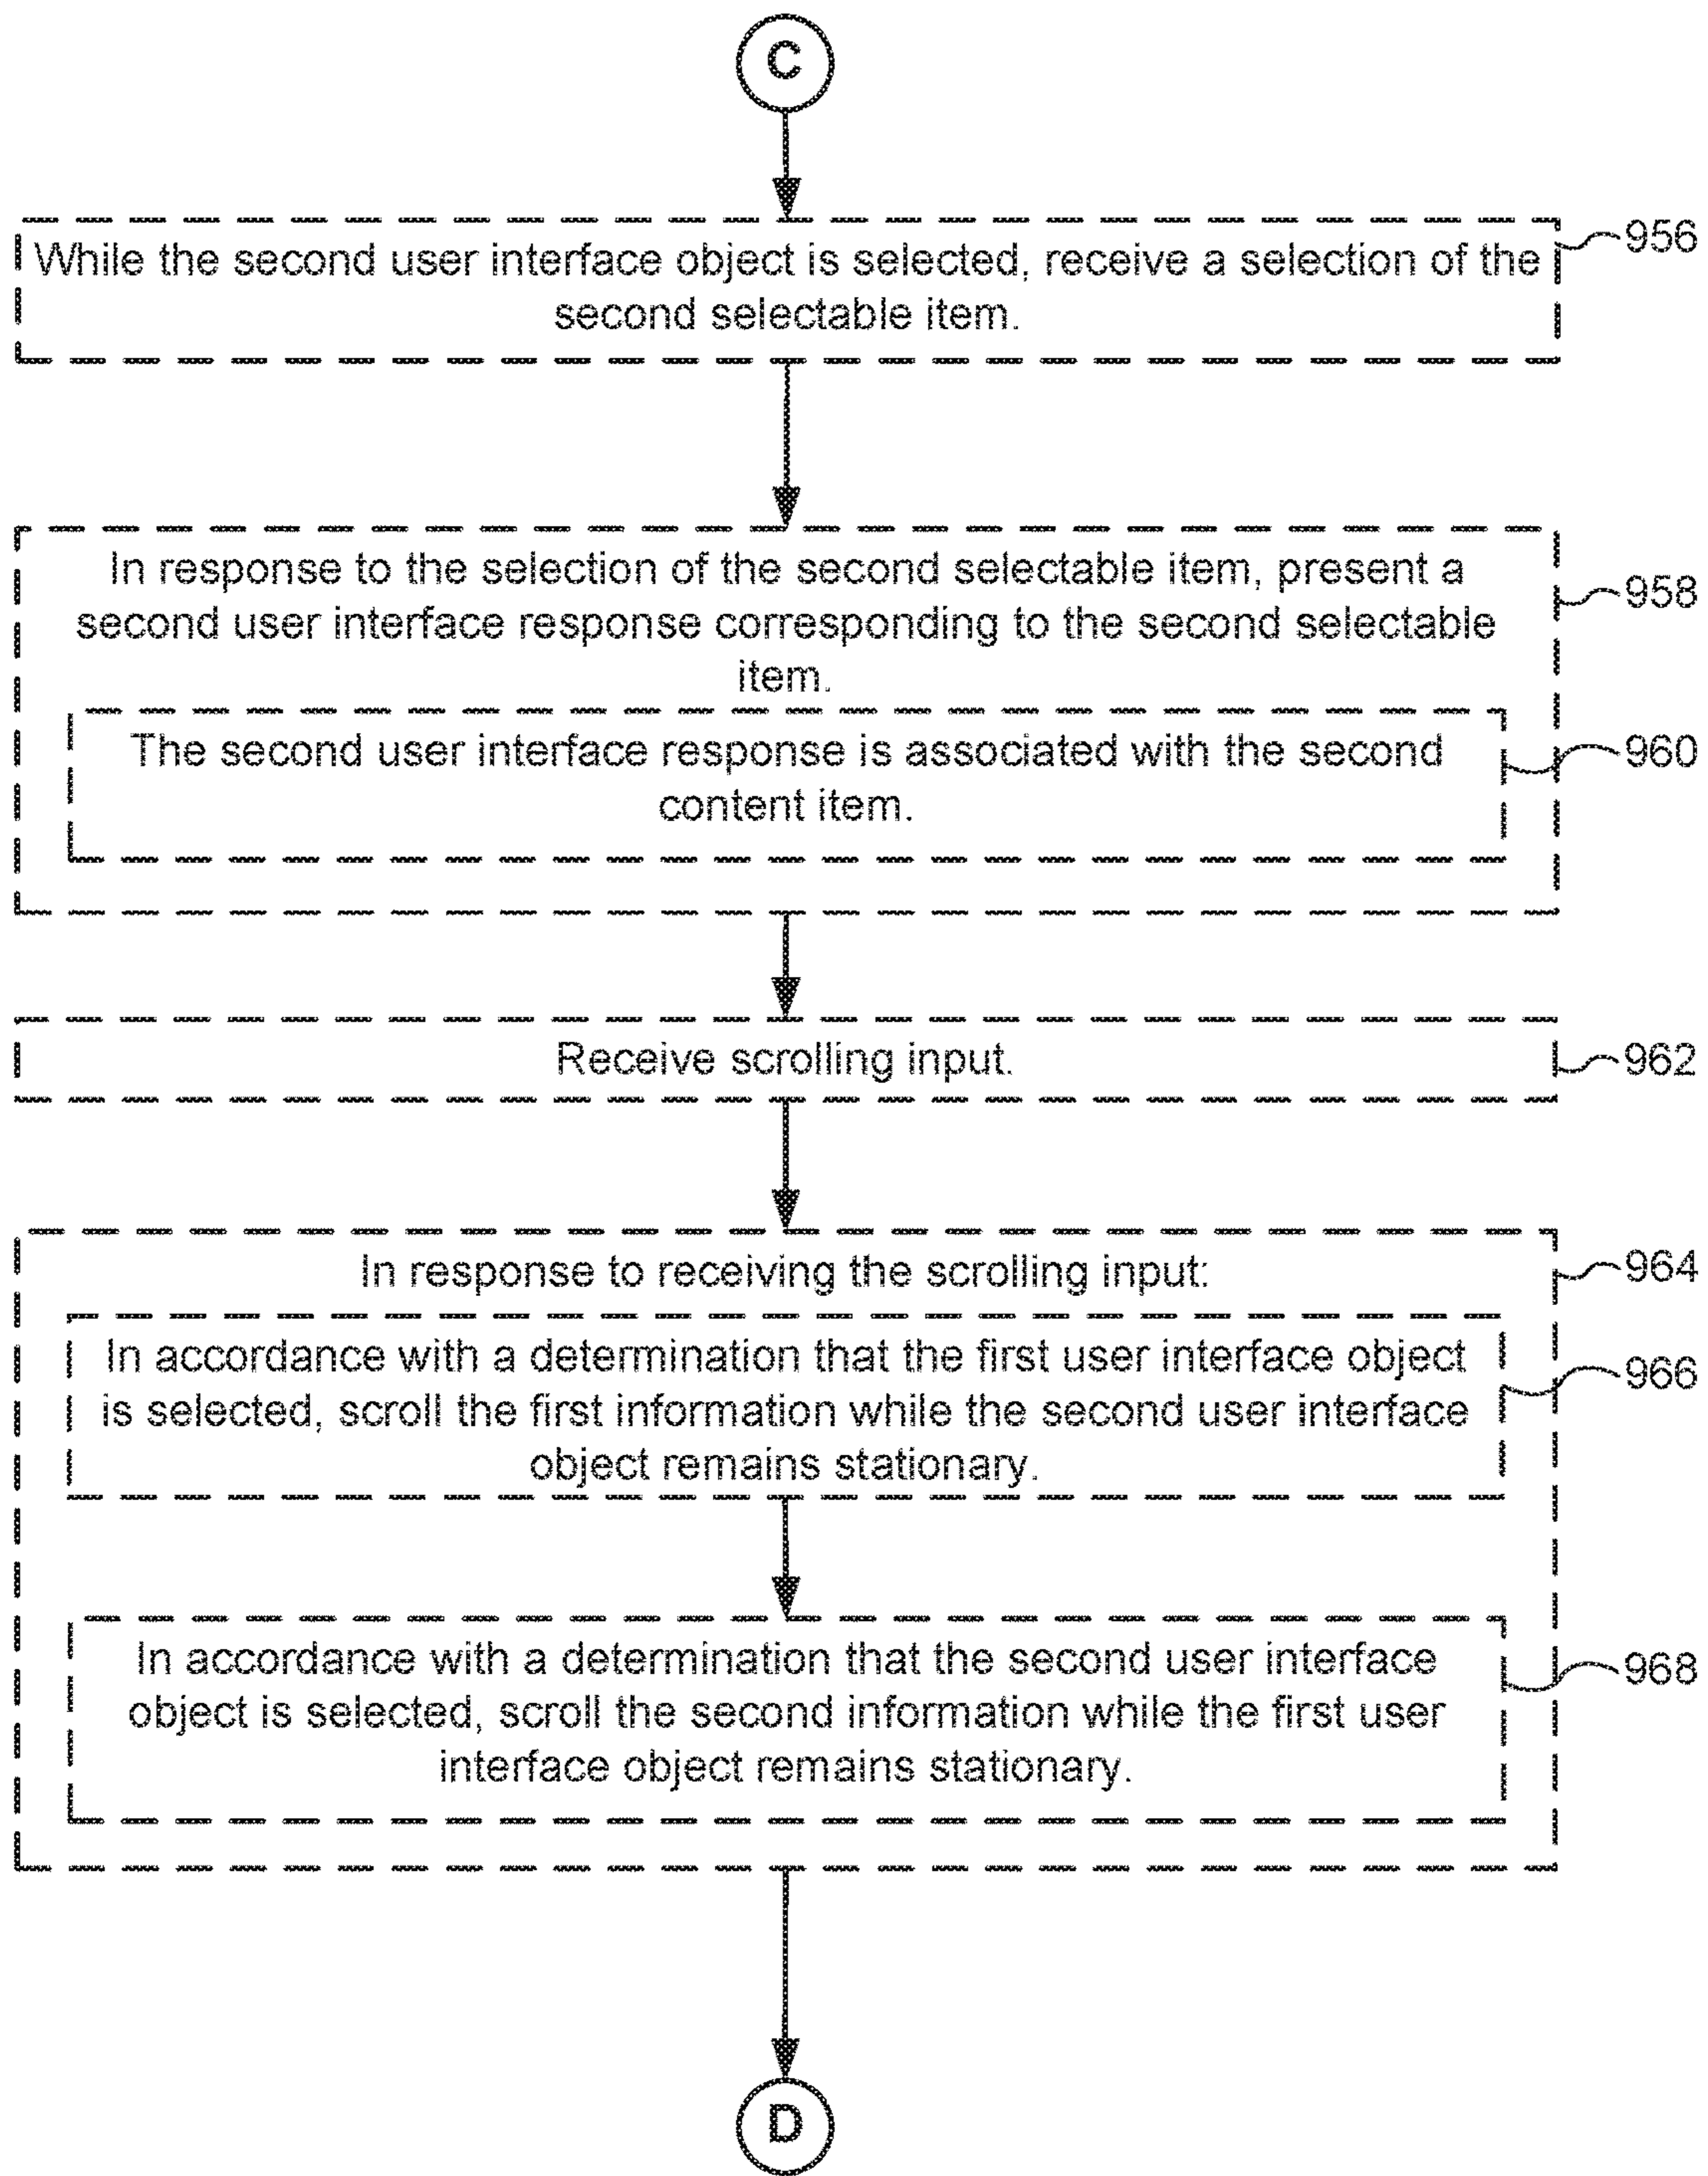 C
While the second user interface object is selected, receive a selection of the
second selectable item.
956
In response to the selection of the second selectable item, present a
second user interface response corresponding to the second selectable
item.
958
The second user interface response is associated with the second
content item.
960
Receive scrolling input.
962
In response to receiving the scrolling input:
964
In accordance with a determination that the first user interface object
is selected, scroll the first information while the second user interface
object remains stationary.
966
In accordance with a determination that the second user interface
object is selected, scroll the second information while the first user
interface object remains stationary.
968
D